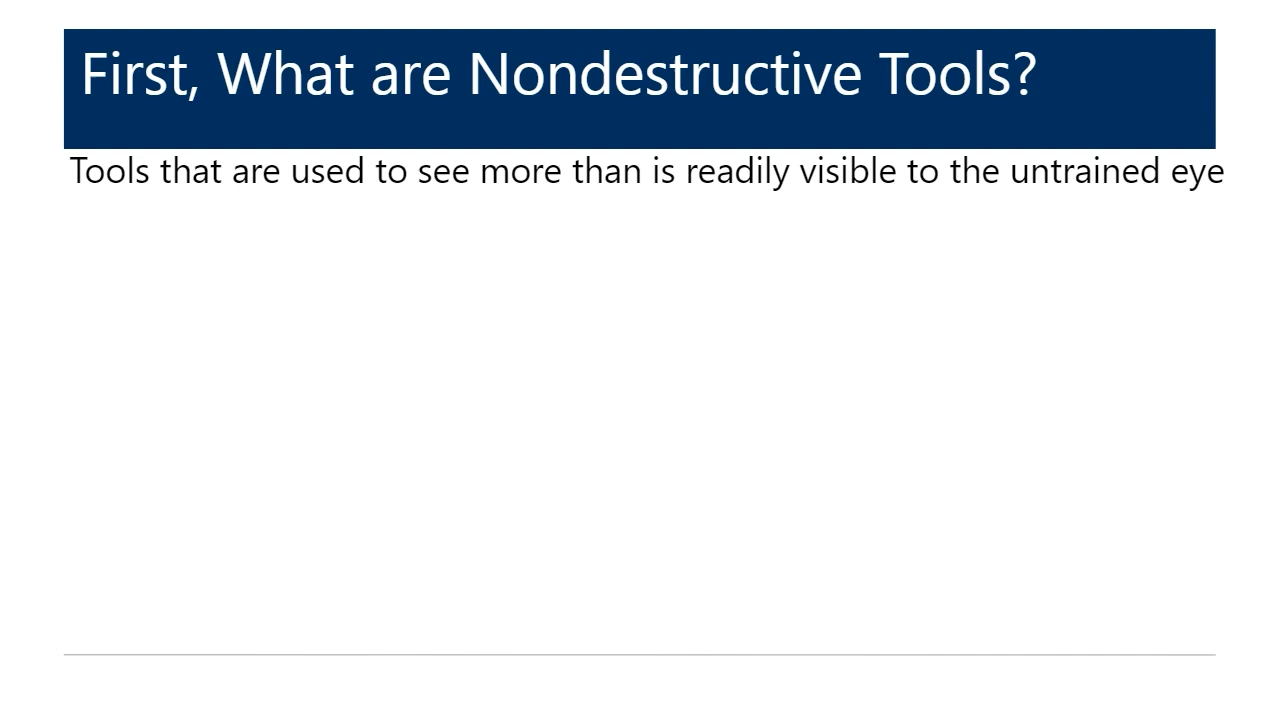 First, What are Nondestructive Tools?
Tools that are used to see more than is readily visible to the untrained eye